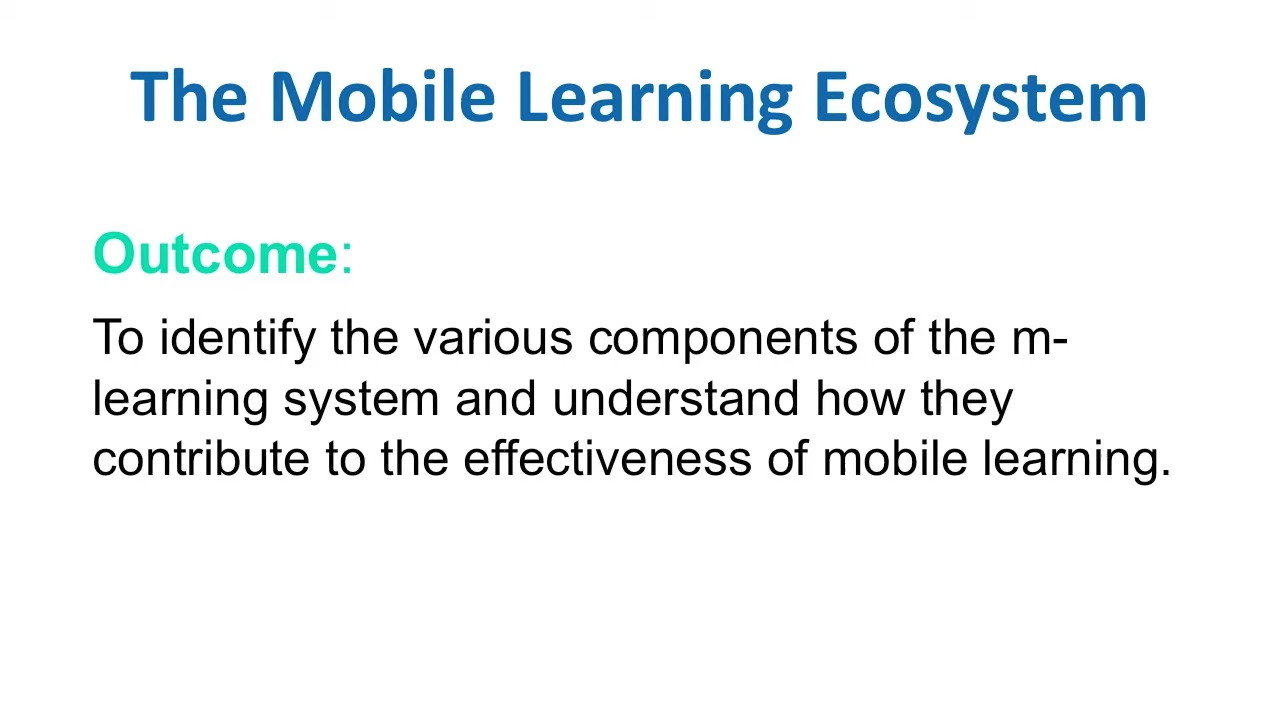 The Mobile Learning Ecosystem
Outcome:
To identify the various components of the m-
learning system and understand how they
contribute to the effectiveness of mobile learning.